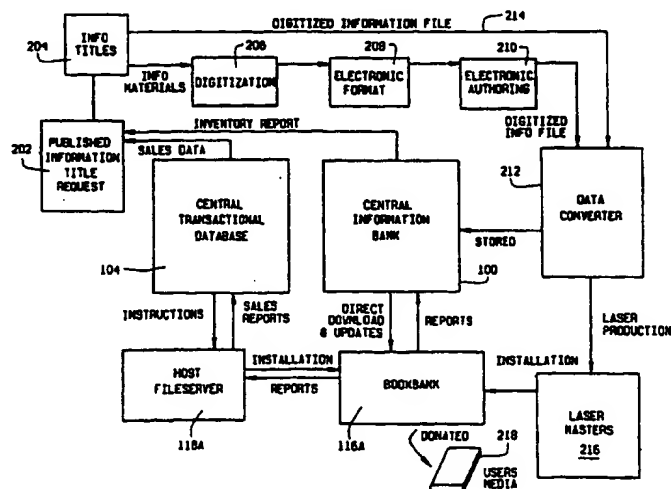 DIGITIZED INFORMATION FILE
214
204
INFO
TITLES
INFO
MATERIALS
206
DIGITIZATION
208
ELECTRONIC
FORMAT
210
ELECTRONIC
AUTHORING
DIGITIZED
INFO FILE
INVENTORY REPORT
202
PUBLISHED
INFORMATION
TITLE
REQUEST
SALES DATA
212
DATA
CONVERTER
CENTRAL
TRANSACTIONAL
DATABASE
104
CENTRAL
INFORMATION
BANK
100
STORED
INSTRUCTIONS
SALES
REPORTS
DIRECT
DOWNLOAD
& UPDATES
REPORTS
LASER
PRODUCTION
HOST
FILESERVER
118A
INSTALLATION
REPORTS
BOOKBANK
116A
INSTALLATION
LASER
MASTERS
216
DONATED
218
USERS
MEDIA